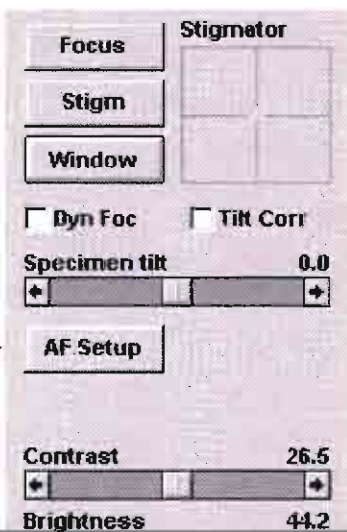 Focus
Stigmator
Stigm
Window
Dyn Foc
Tilt Corr
Specimen tilt 0.0
AF Setup
Contrast 26.5
Brightness 44.2